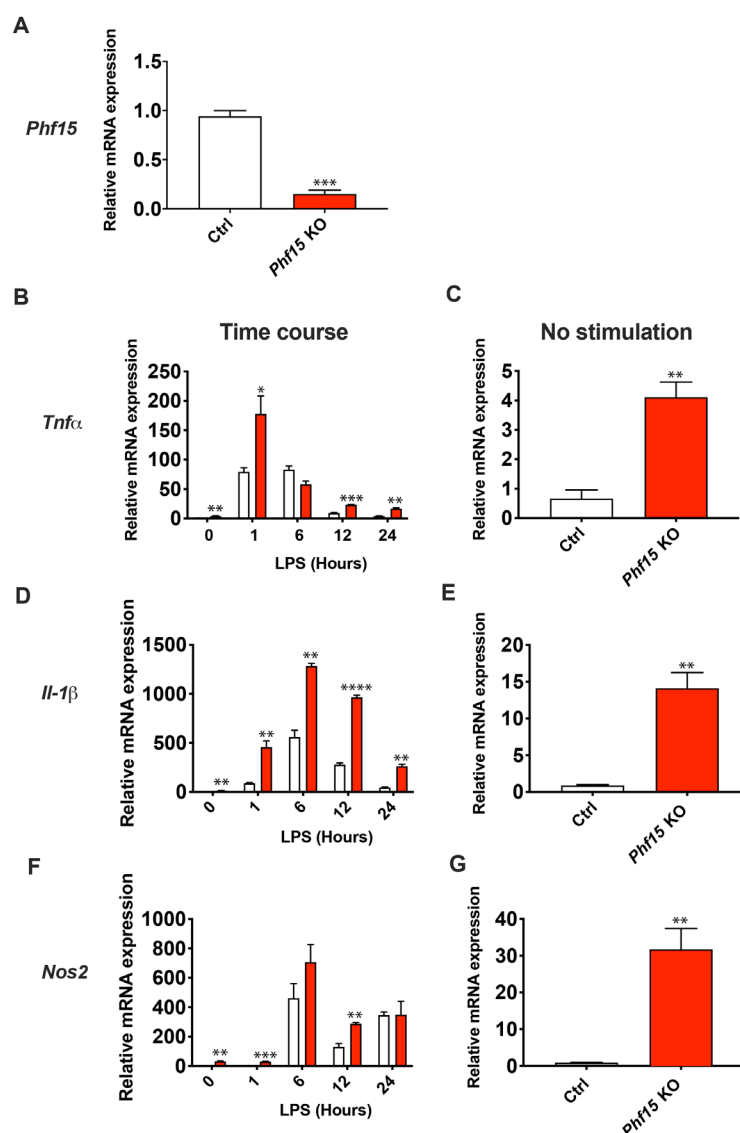 A
Phf15
Relative mRNA expression
1.5
1.0
0.5
0.0
***
Ctrl
Phf15 KO
B
Time course
Tnfα
Relative mRNA expression
250
200
150
100
50
0
**
*
***
**
0 1 6 12 24
LPS (Hours)
C
No stimulation
Relative mRNA expression
6
4
2
1
0
**
Ctrl
Phf15 KO
D
Il-1β
Relative mRNA expression
1500
1000
500
0
**
**
**
****
**
0 1 6 12 24
LPS (Hours)
E
Relative mRNA expression
20
15
10
5
0
**
Ctrl
Phf15 KO
F
Nos2
Relative mRNA expression
1000
800
600
400
200
0
**
***
**
0 1 6 12 24
LPS (Hours)
G
Relative mRNA expression
40
30
20
10
0
**
Ctrl
Phf15 KO